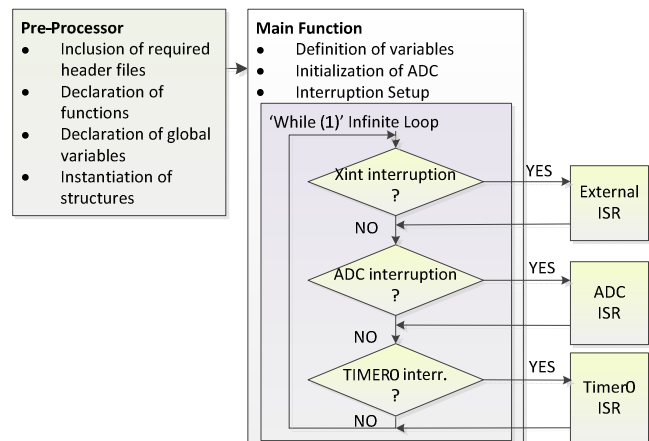 Pre-Processor
● Inclusion of required
header files
● Declaration of
functions
● Declaration of global
variables
● Instantiation of
structures
Main Function
● Definition of variables
● Initialization of ADC
● Interruption Setup
‘While (1)’ Infinite Loop
Xint interruption
?
YES
External
ISR
NO
ADC interruption
?
YES
ADC
ISR
NO
TIMER0 interr.
?
YES
Timer0
ISR
NO